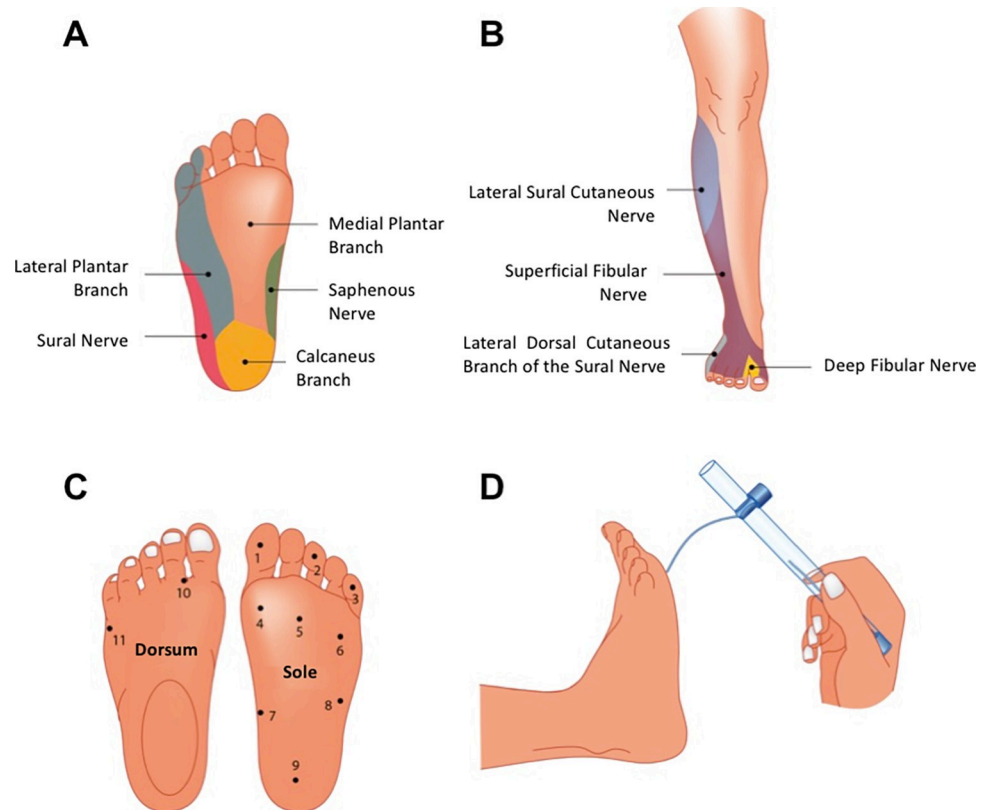 A
Medial Plantar
Branch
Lateral Plantar
Branch
Saphenous
Nerve
Sural Nerve
Calcaneus
Branch
B
Lateral Sural Cutaneous
Nerve
Superficial Fibular
Nerve
Lateral Dorsal Cutaneous
Branch of the Sural Nerve
Deep Fibular Nerve
C
10
11
Dorsum
1
2
3
4
5
6
Sole
7
8
9
D